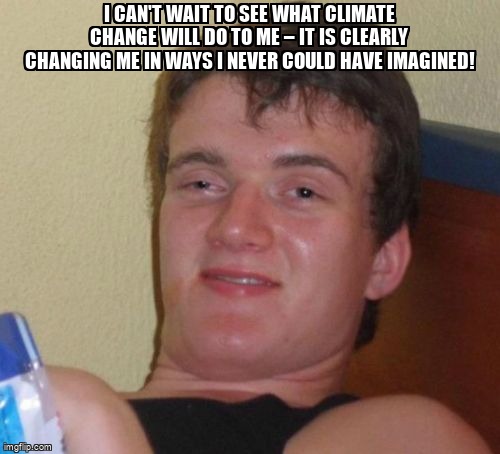 I CAN'T WAIT TO SEE WHAT CLIMATE
CHANGE WILL DO TO ME – IT IS CLEARLY
CHANGING ME IN WAYS I NEVER COULD HAVE IMAGINED!
imgflip.com